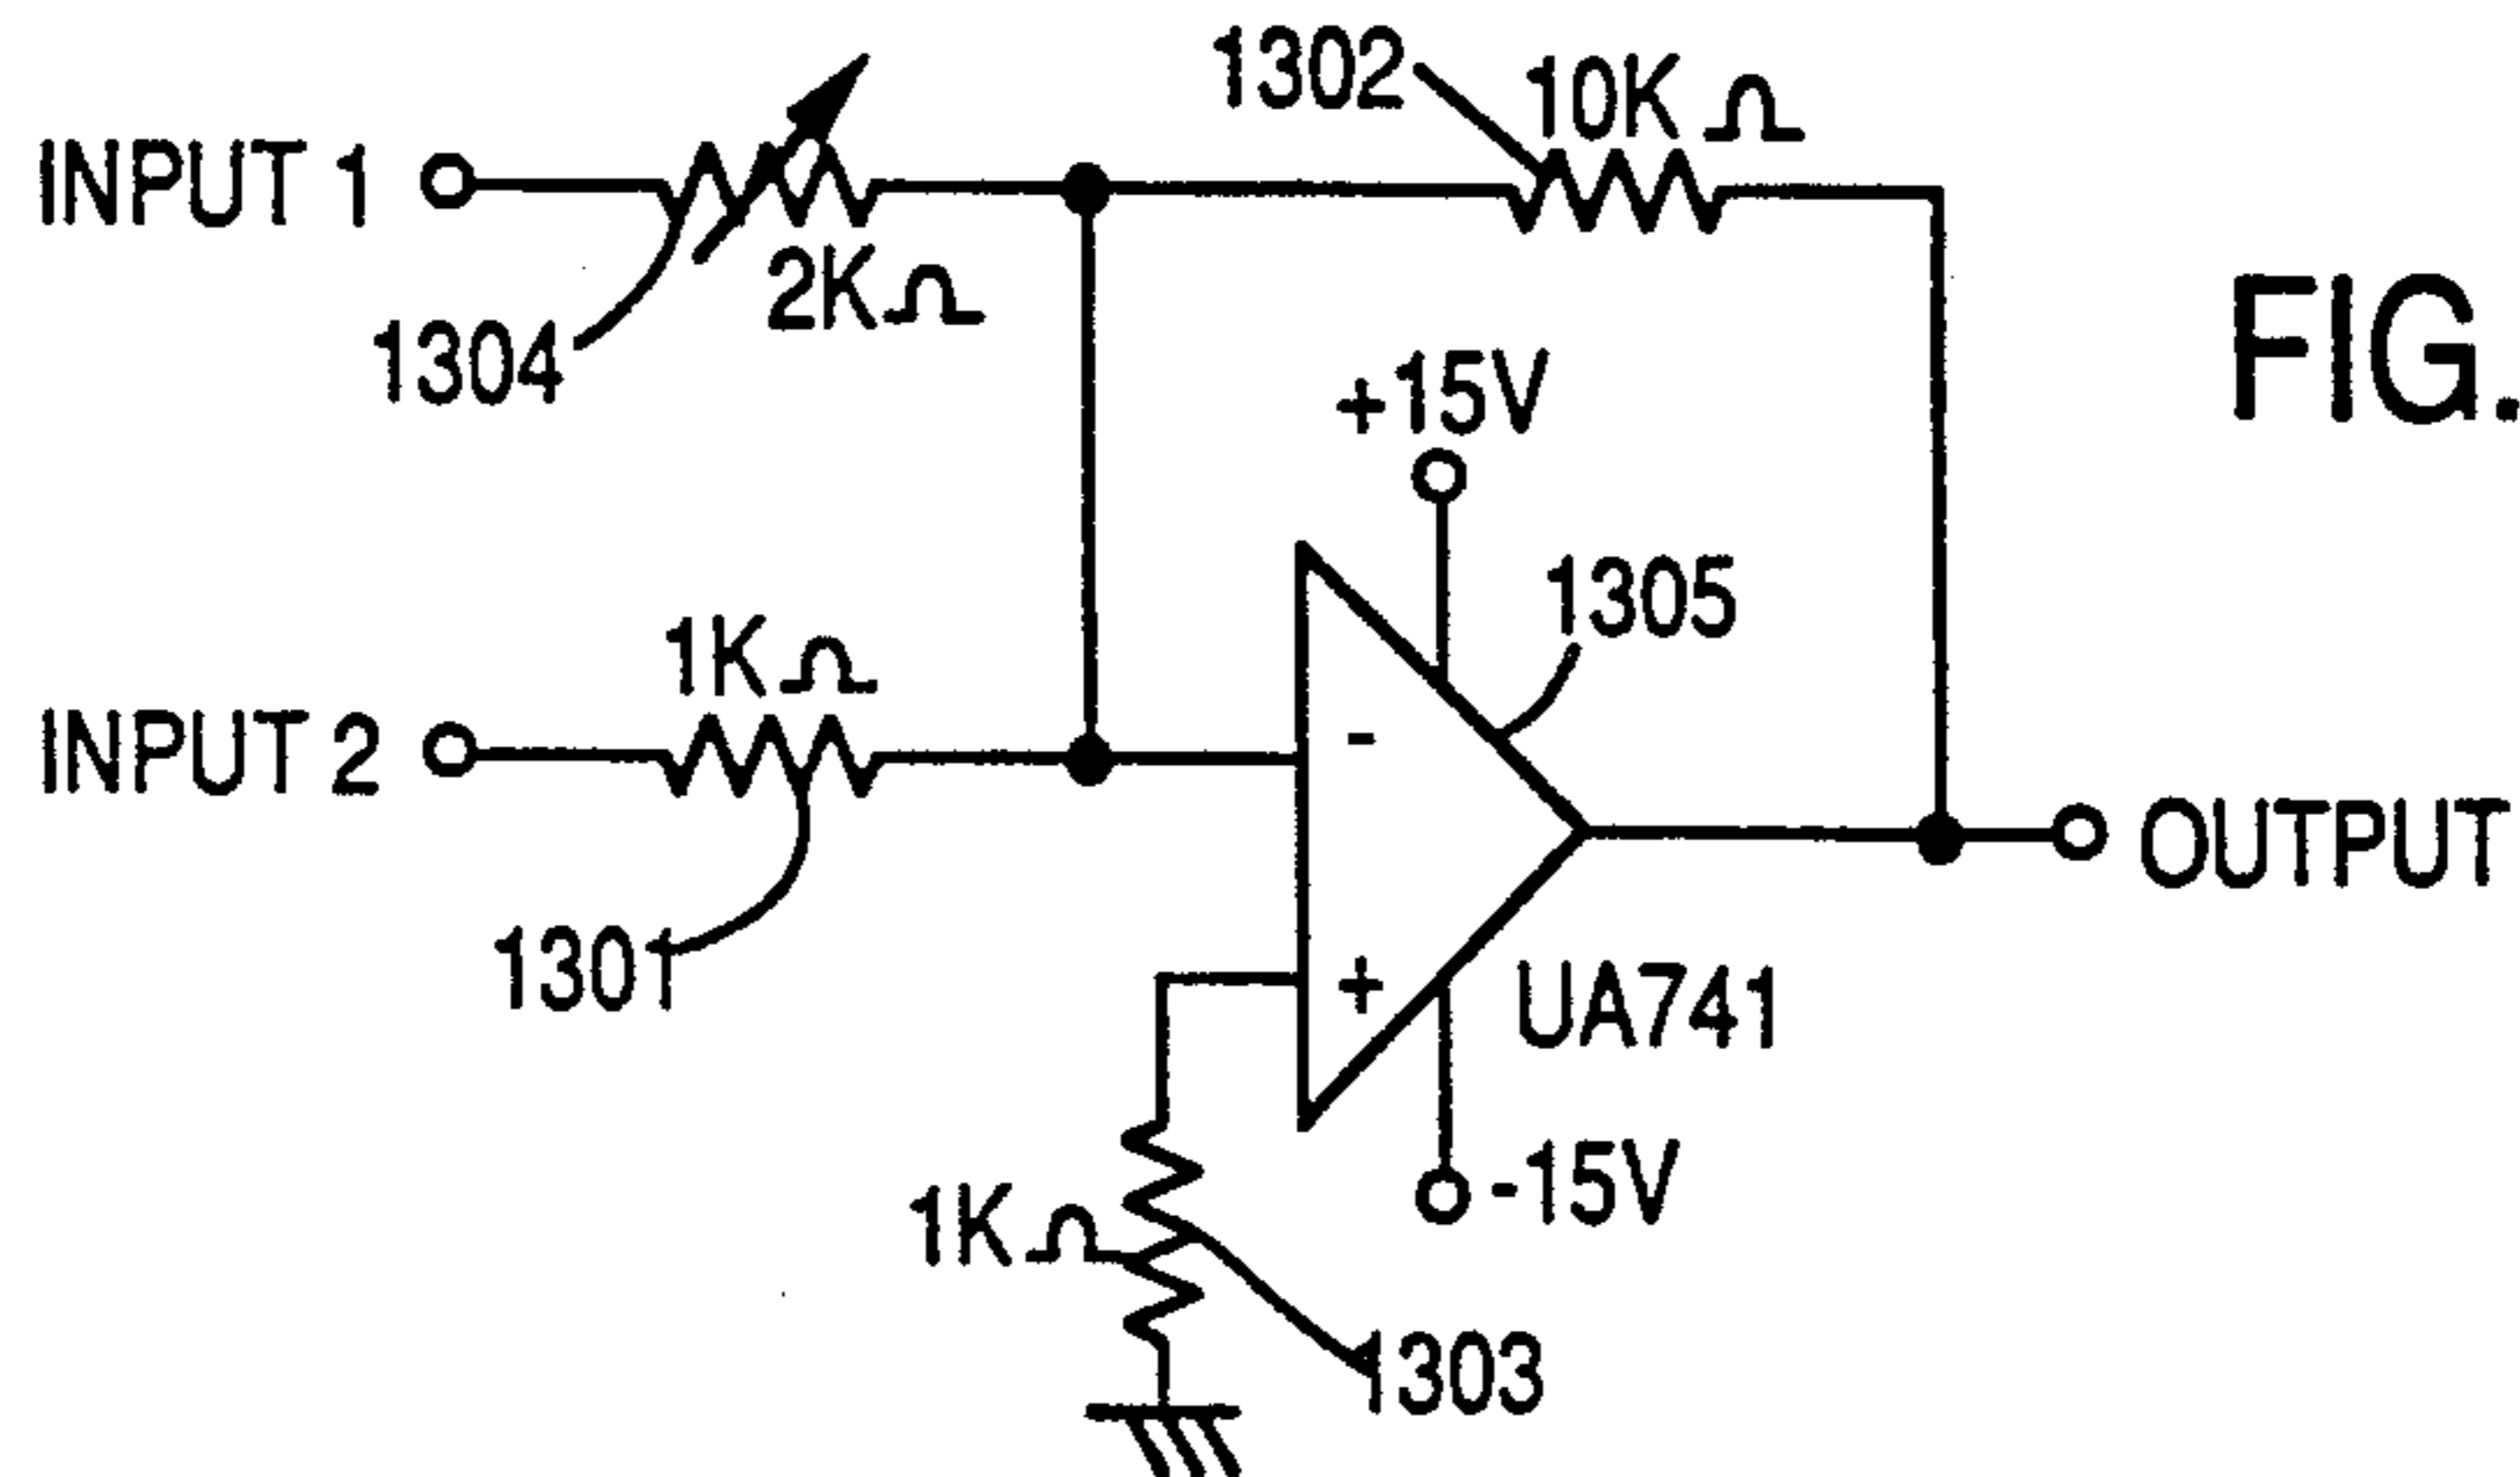 1302
10KΩ
INPUT 1
2KΩ
1304
FIG.
+15V
1305
1KΩ
INPUT 2
-
OUTPUT
1301
+
UA741
-15V
1KΩ
1303